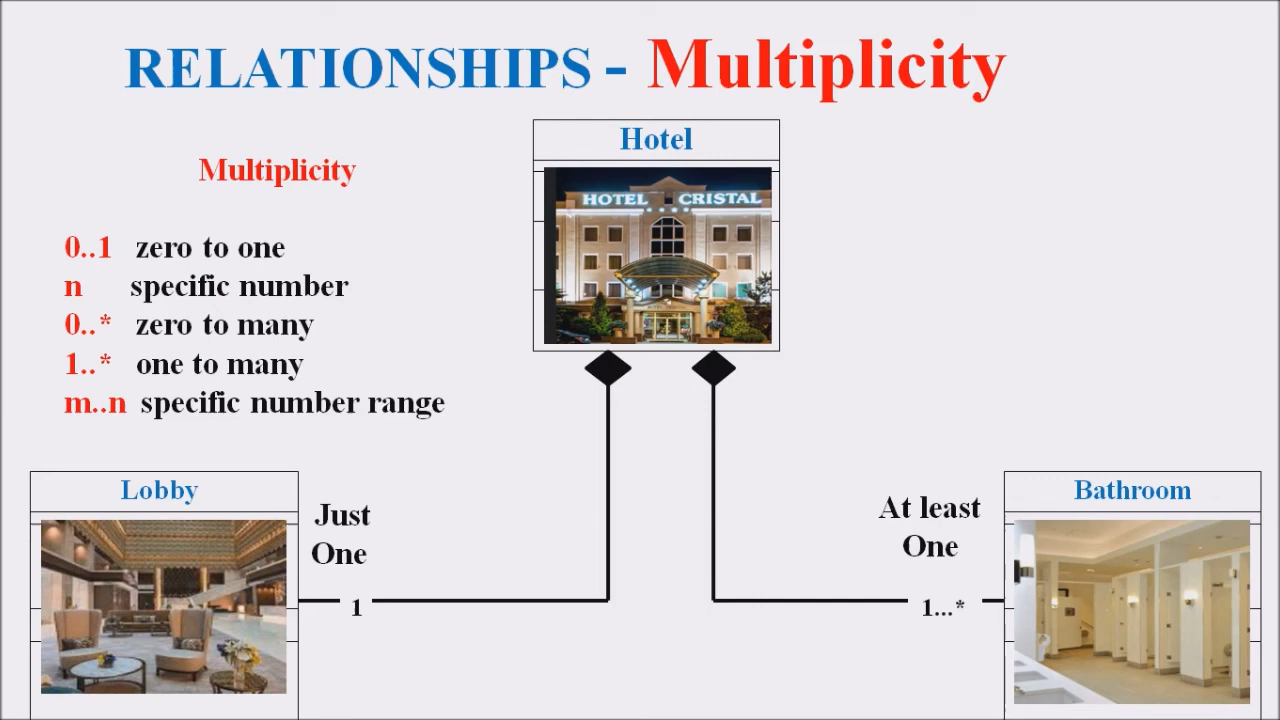 RELATIONSHIPS - Multiplicity
Hotel
HOTEL CRISTAL
Multiplicity
0..1 zero to one
n specific number
0..* zero to many
1..* one to many
m..n specific number range
Lobby
Just
One
1
At least
One
1...*
Bathroom